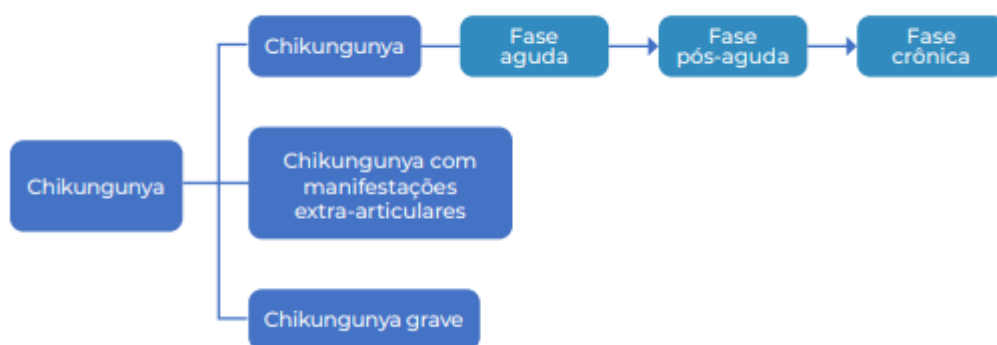 Chikungunya
Fase
aguda
Fase
pós-aguda
Fase
crônica
Chikungunya
Chikungunya com
manifestações
extra-articulares
Chikungunya grave